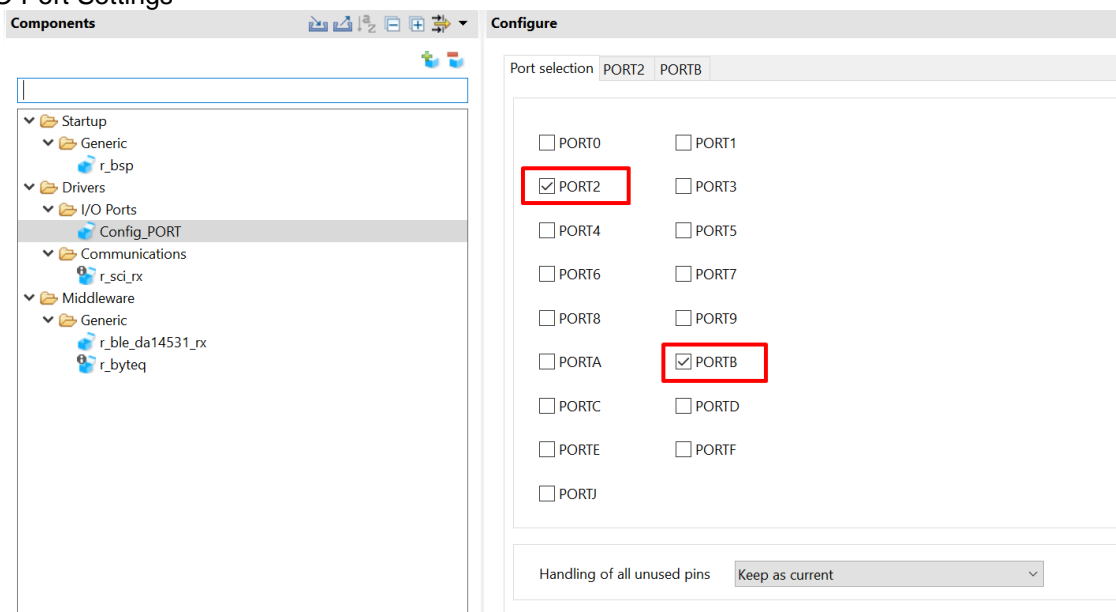 Port Settings
Components
Configure
Port selection PORT2 PORTB
Startup
Generic
r_bsp
Drivers
I/O Ports
Config_PORT
Communications
r_sci_rx
Middleware
Generic
r_ble_da14531_rx
r_byteq
PORT0 PORT1
PORT2 PORT3
PORT4 PORT5
PORT6 PORT7
PORT8 PORT9
PORTA PORTB
PORTC PORTD
PORTE PORTF
PORTJ
Handling of all unused pins Keep as current